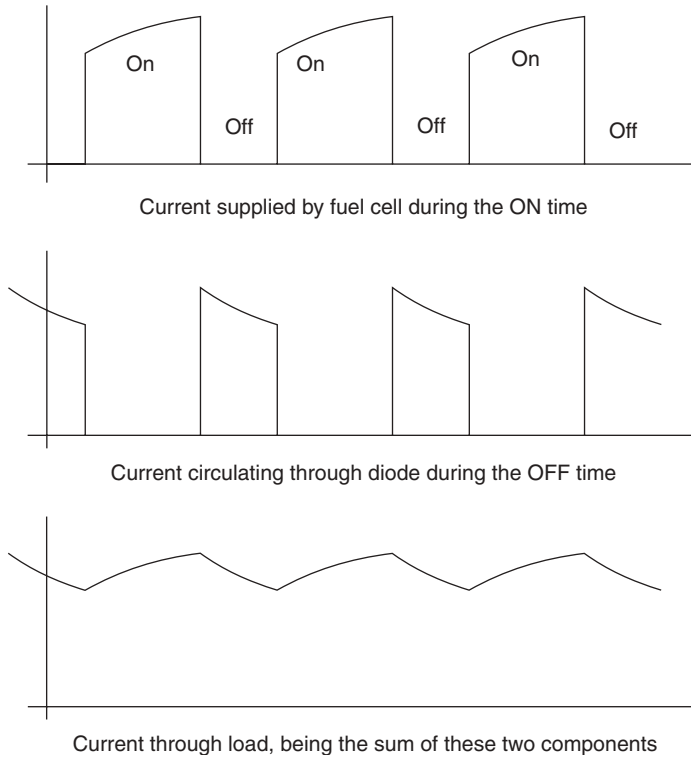 On
On
On
Off
Off
Off
Current supplied by fuel cell during the ON time
Current circulating through diode during the OFF time
Current through load, being the sum of these two components